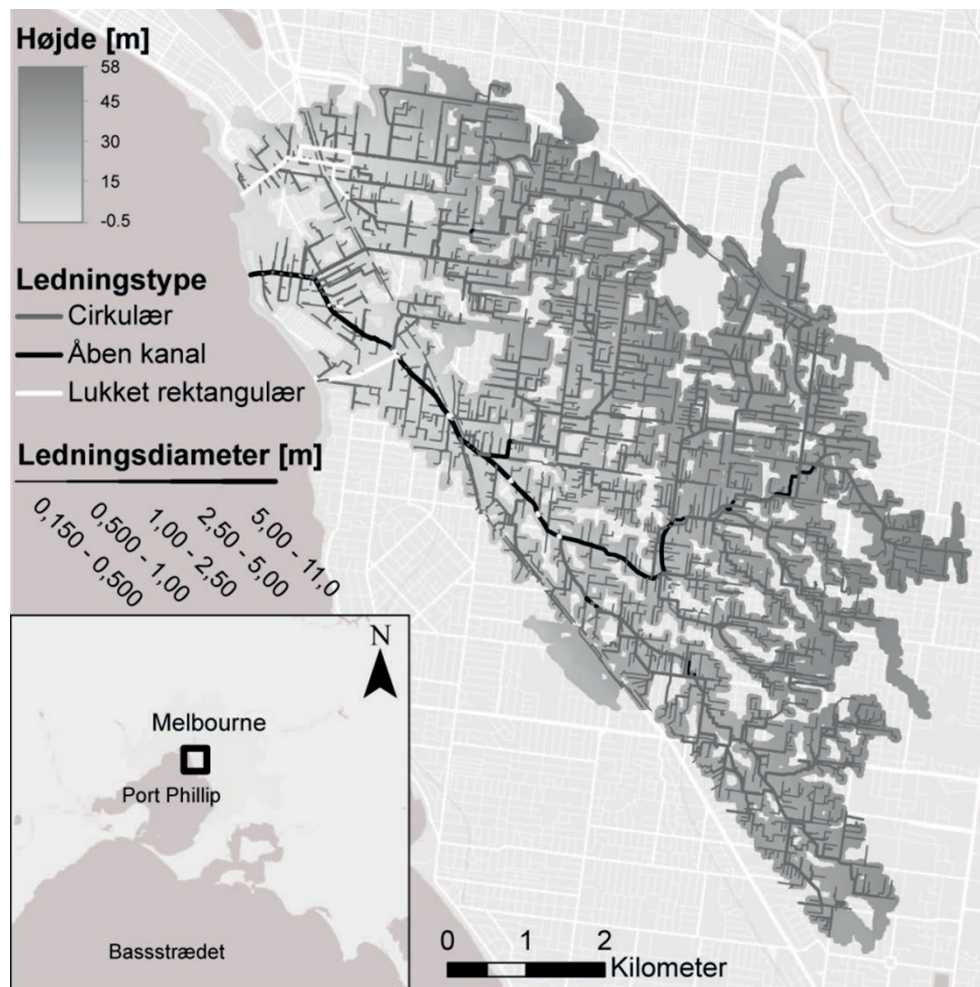 Højde [m]
58
45
30
15
-0.5
Ledningstype
Cirkulær
Åben kanal
Lukket rektangulær
Ledningsdiameter [m]
0,150 - 0,500
0,500 - 1,00
1,00 - 2,50
2,50 - 5,00
5,00 - 11,0
N
Melbourne
Port Phillip
Bassstrædet
0 1 2
Kilometer